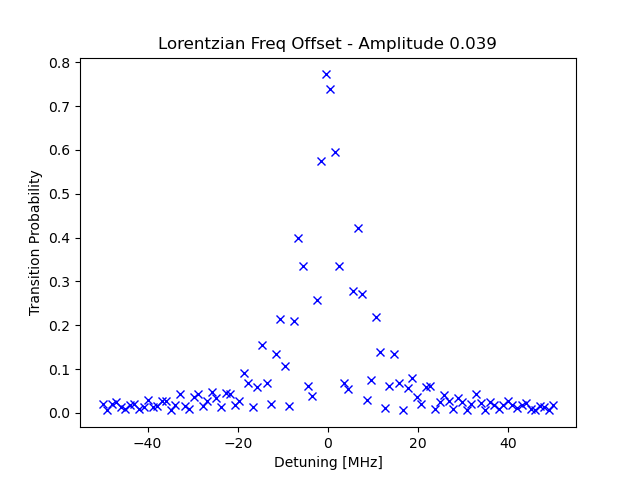 Lorentzian Freq Offset - Amplitude 0.039
0.8
0.7
0.6
0.5
0.4
0.3
0.2
0.1
0.0
Transition Probability
−40 −20 0 20 40
Detuning [MHz]